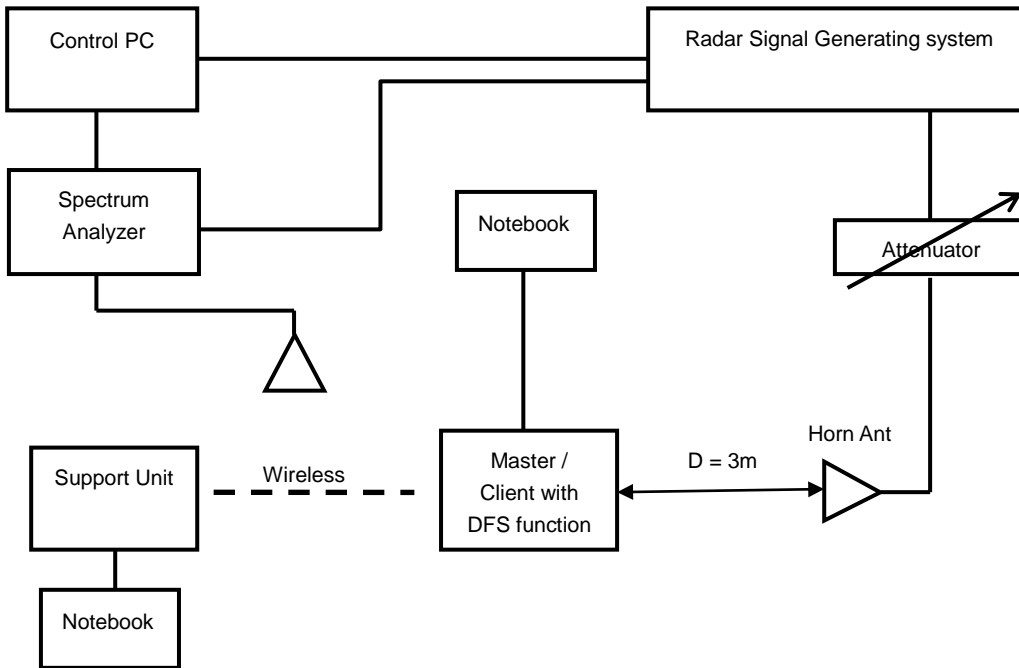 Control PC
Radar Signal Generating system
Spectrum
Analyzer
Notebook
Attenuator
Horn Ant
Support Unit
Wireless
Master /
Client with
DFS function
D = 3m
Notebook